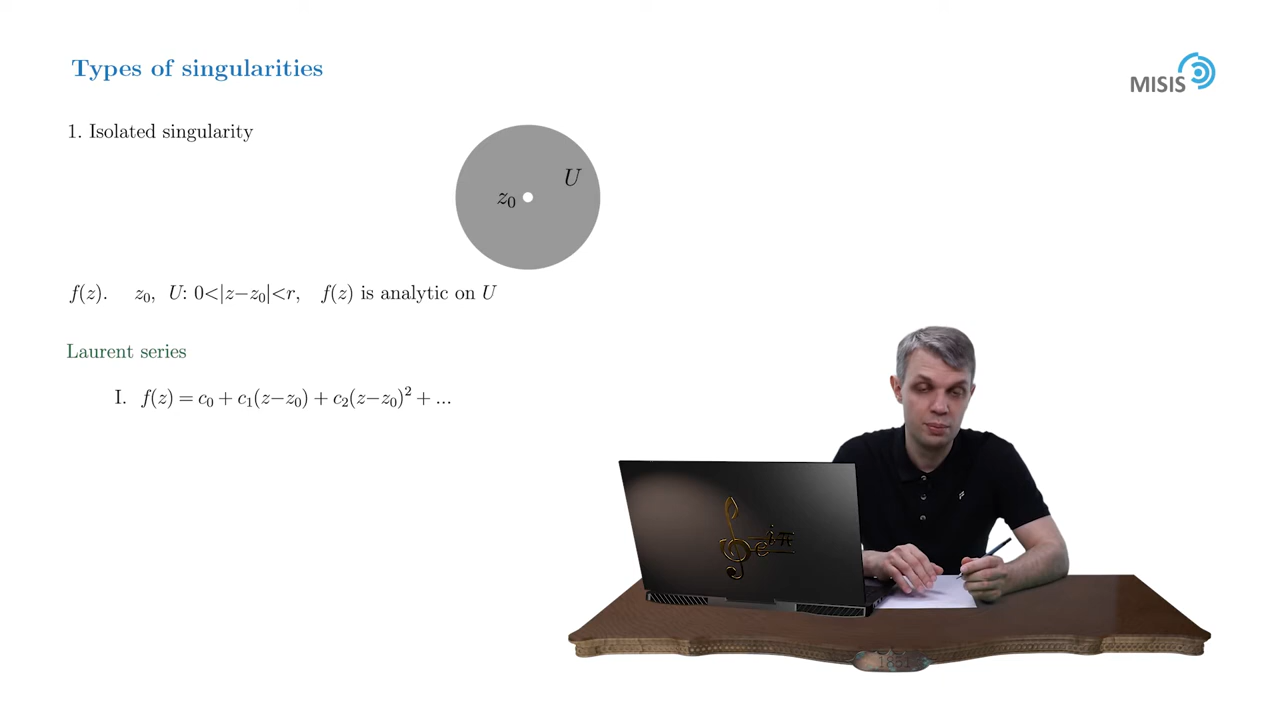 Types of singularities
MISIS
1. Isolated singularity
U
z₀
f(z). z₀, U: 0<|z−z₀|<r, f(z) is analytic on U
Laurent series
I. f(z) = c₀ + c₁(z−z₀) + c₂(z−z₀)² + ...
e^{iπ}